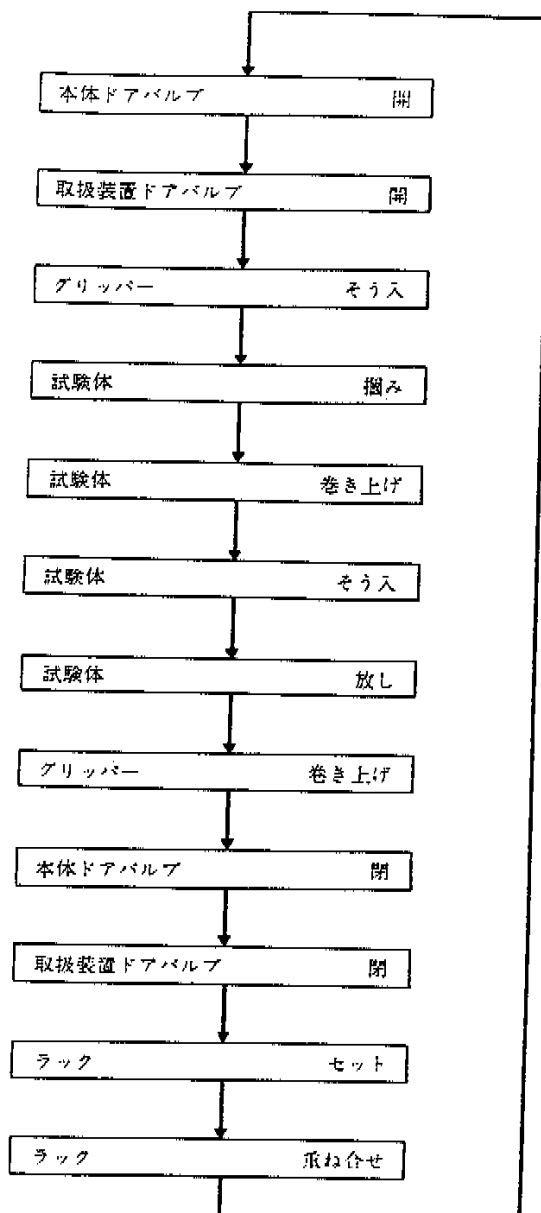 本体ドアバルブ 開
取扱装置ドアバルブ 開
グリッパー そう入
試験体 掴み
試験体 巻き上げ
試験体 そう入
試験体 放し
グリッパー 巻き上げ
本体ドアバルブ 閉
取扱装置ドアバルブ 閉
ラック セット
ラック 重ね合せ